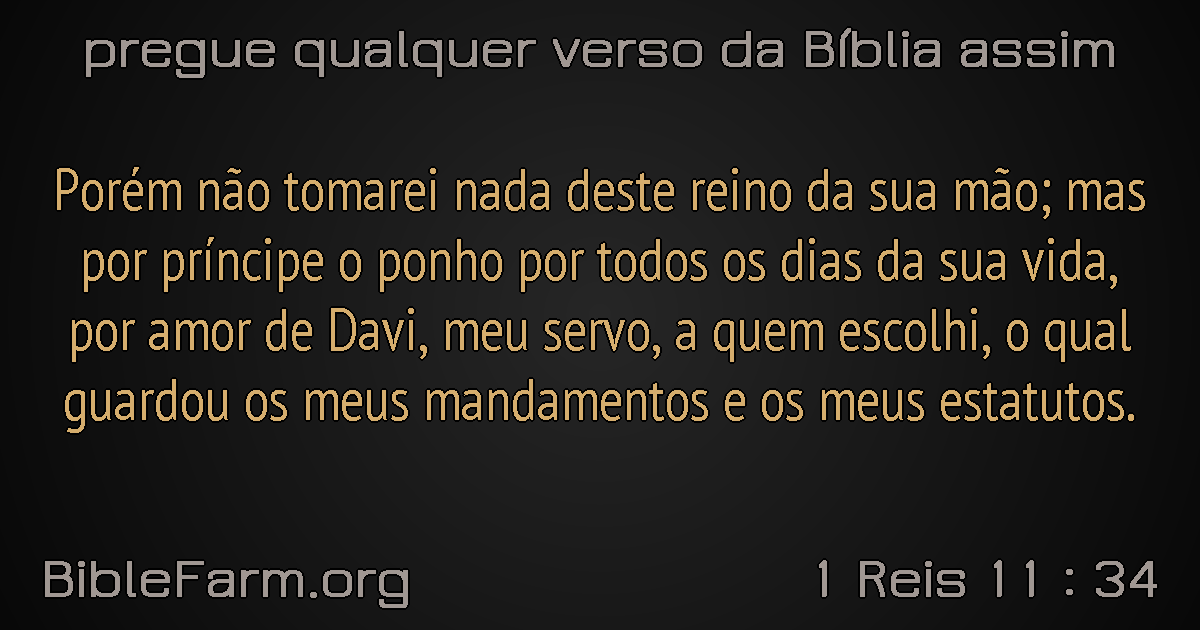 pregue qualquer verso da Bíblia assim
Porém não tomarei nada deste reino da sua mão; mas
por príncipe o ponho por todos os dias da sua vida,
por amor de Davi, meu servo, a quem escolhi, o qual
guardou os meus mandamentos e os meus estatutos.
BibleFarm.org
1 Reis 11 : 34